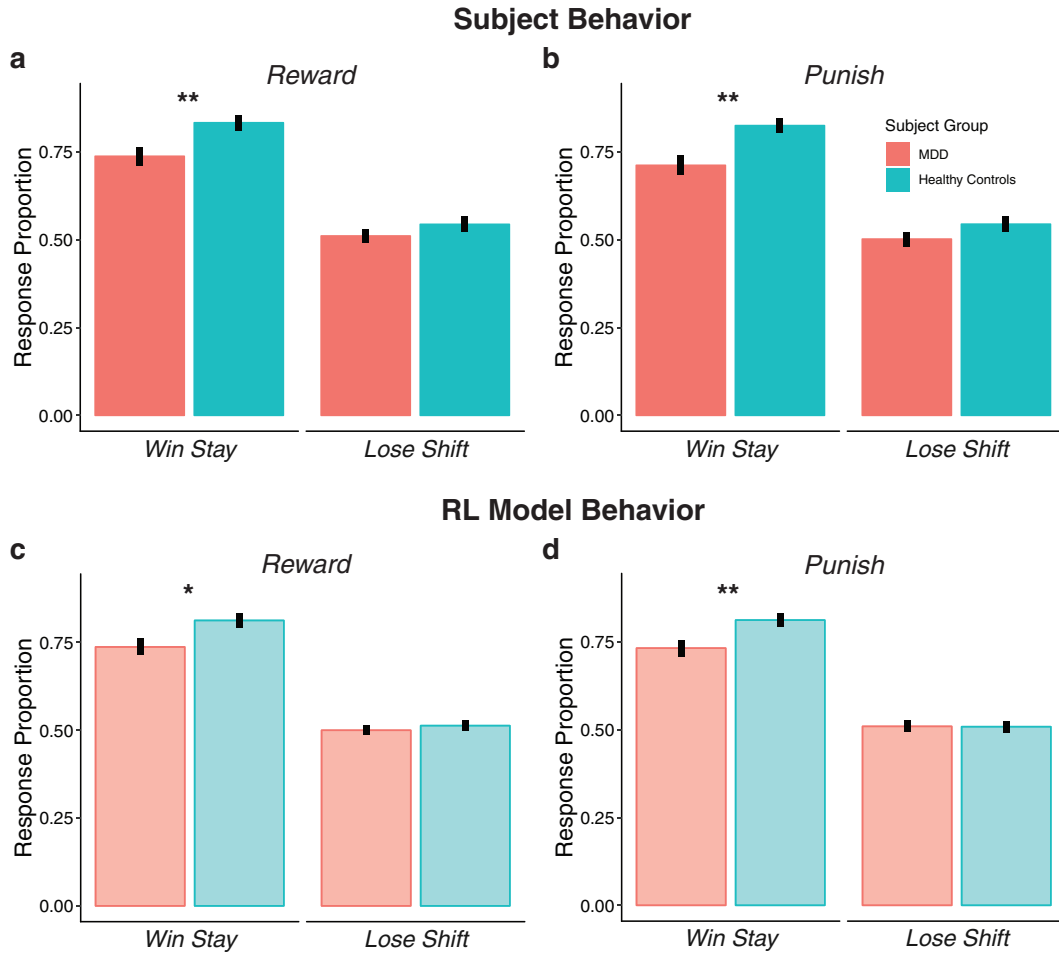 Subject Behavior
a
Reward
**
Response Proportion
0.75
0.50
0.25
0.00
Win Stay
Lose Shift
b
Punish
**
Subject Group
MDD
Healthy Controls
Response Proportion
0.75
0.50
0.25
0.00
Win Stay
Lose Shift
RL Model Behavior
c
Reward
*
Response Proportion
0.75
0.50
0.25
0.00
Win Stay
Lose Shift
d
Punish
**
Response Proportion
0.75
0.50
0.25
0.00
Win Stay
Lose Shift